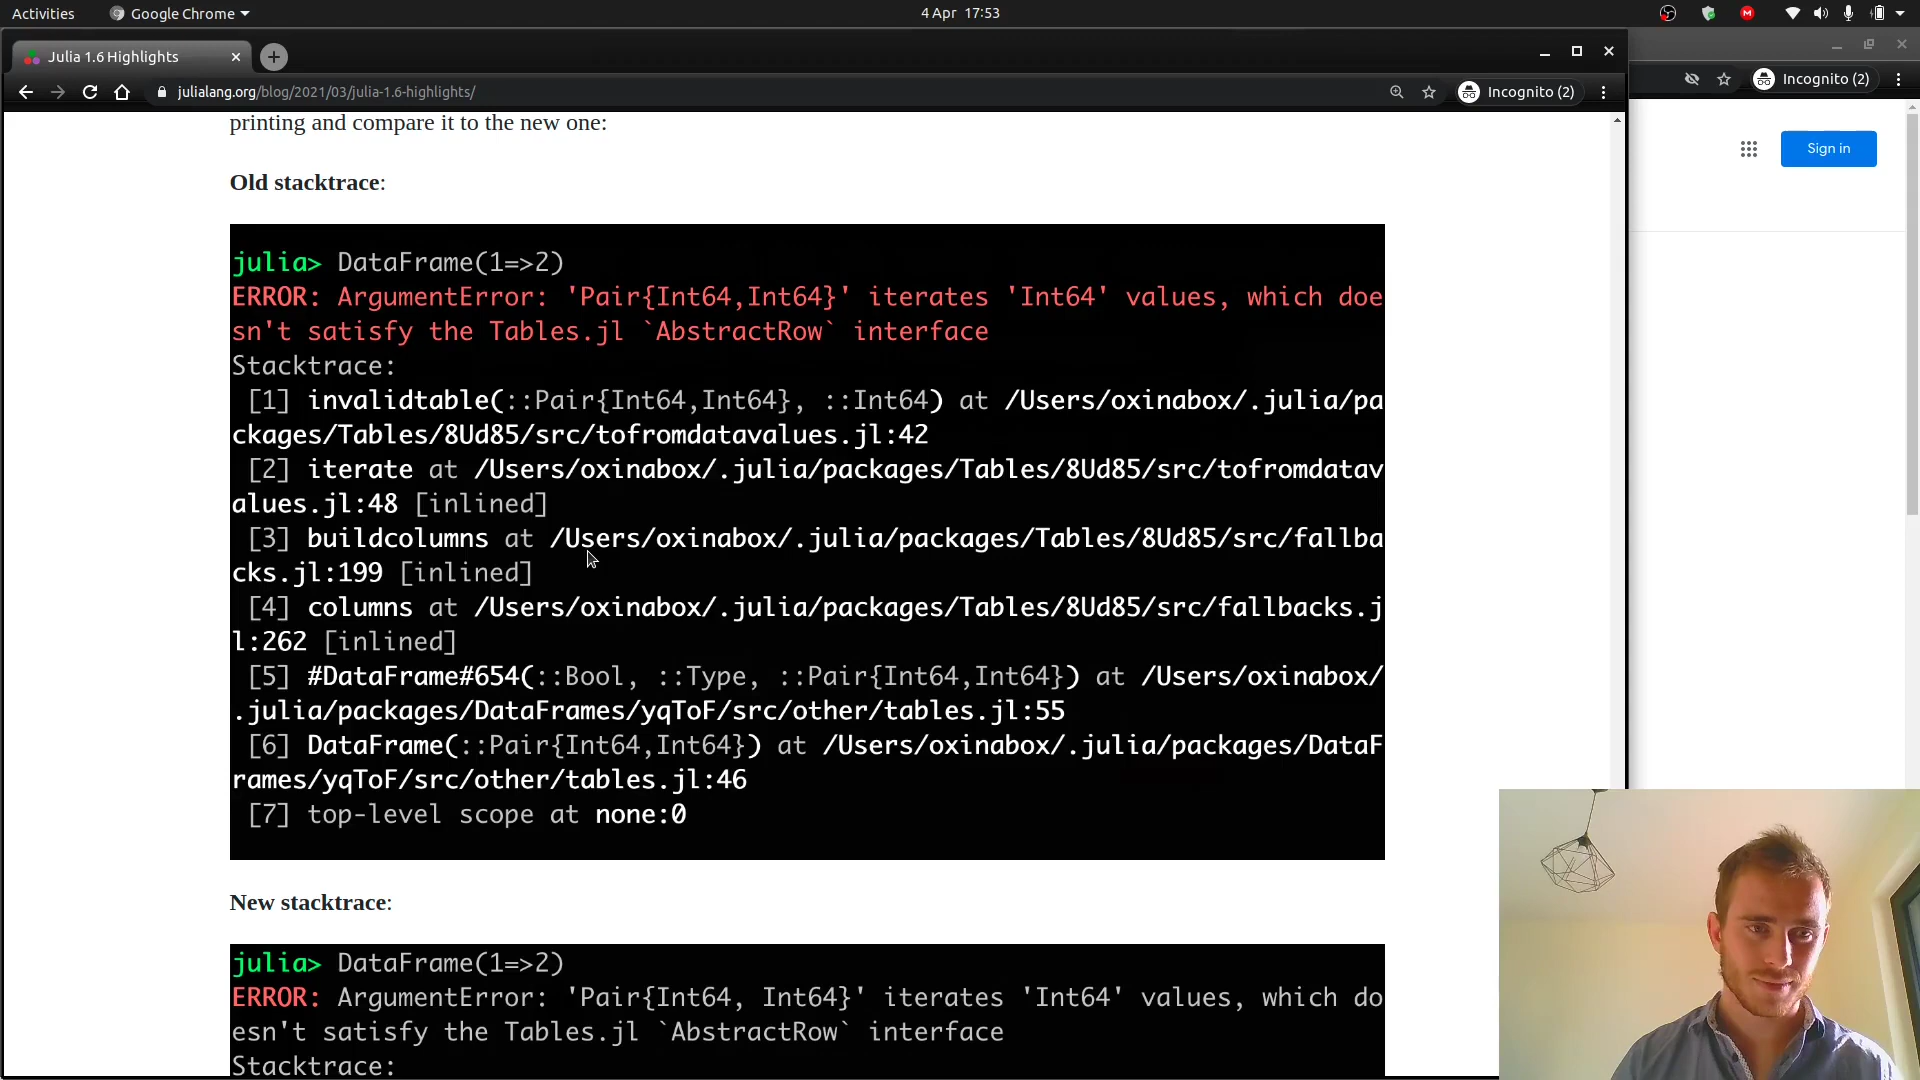 Activities
Google Chrome
4 Apr 17:53
M
Julia 1.6 Highlights
julialang.org/blog/2021/03/julia-1.6-highlights/
Incognito (2)
Incognito (2)
Sign in
printing and compare it to the new one:
Old stacktrace:
julia> DataFrame(1=>2)
ERROR: ArgumentError: 'Pair{Int64,Int64}' iterates 'Int64' values, which doe
sn't satisfy the Tables.jl `AbstractRow` interface
Stacktrace:
[1] invalidtable(::Pair{Int64,Int64}, ::Int64) at /Users/oxinabox/.julia/pa
ckages/Tables/8Ud85/src/tofromdatavalues.jl:42
[2] iterate at /Users/oxinabox/.julia/packages/Tables/8Ud85/src/tofromdatav
alues.jl:48 [inlined]
[3] buildcolumns at /Users/oxinabox/.julia/packages/Tables/8Ud85/src/fallba
cks.jl:199 [inlined]
[4] columns at /Users/oxinabox/.julia/packages/Tables/8Ud85/src/fallbacks.j
l:262 [inlined]
[5] #DataFrame#654(::Bool, ::Type, ::Pair{Int64,Int64}) at /Users/oxinabox/
.julia/packages/DataFrames/yqToF/src/other/tables.jl:55
[6] DataFrame(::Pair{Int64,Int64}) at /Users/oxinabox/.julia/packages/DataF
rames/yqToF/src/other/tables.jl:46
[7] top-level scope at none:0
New stacktrace:
julia> DataFrame(1=>2)
ERROR: ArgumentError: 'Pair{Int64, Int64}' iterates 'Int64' values, which do
esn't satisfy the Tables.jl `AbstractRow` interface
Stacktrace: